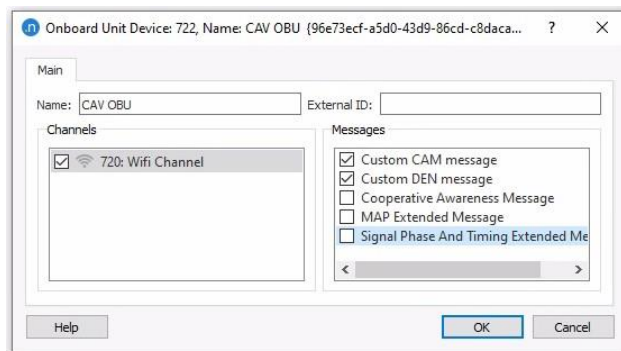 .n Onboard Unit Device: 722, Name: CAV OBU {96e73ecf-a5d0-43d9-86cd-c8daca... ? X
Main
Name: CAV OBU External ID:
Channels
720: Wifi Channel
Messages
Custom CAM message
Custom DEN message
Cooperative Awareness Message
MAP Extended Message
Signal Phase And Timing Extended Me
Help OK Cancel